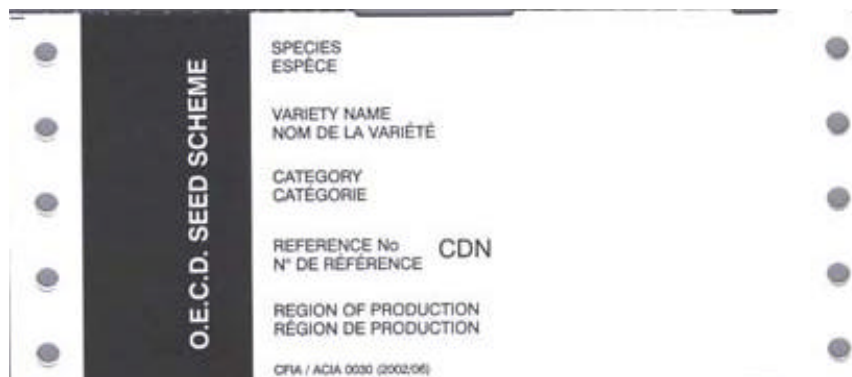 O.E.C.D. SEED SCHEME
SPECIES
ESPÈCE
VARIETY NAME
NOM DE LA VARIÉTÉ
CATEGORY
CATÉGORIE
REFERENCE No CDN
N° DE RÉFÉRENCE
REGION OF PRODUCTION
RÉGION DE PRODUCTION
CFIA / ACIA 0030 (2002/06)